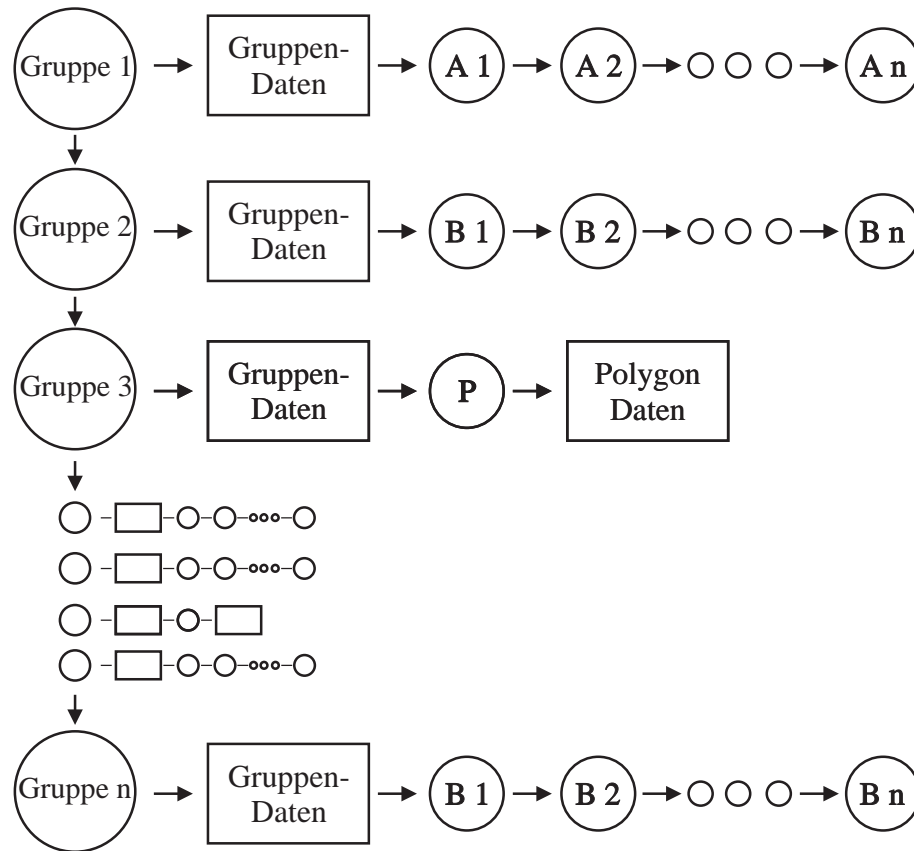 Gruppe 1
Gruppen-
Daten
A 1
A 2
A n
Gruppe 2
Gruppen-
Daten
B 1
B 2
B n
Gruppe 3
Gruppen-
Daten
P
Polygon
Daten
Gruppe n
Gruppen-
Daten
B 1
B 2
B n